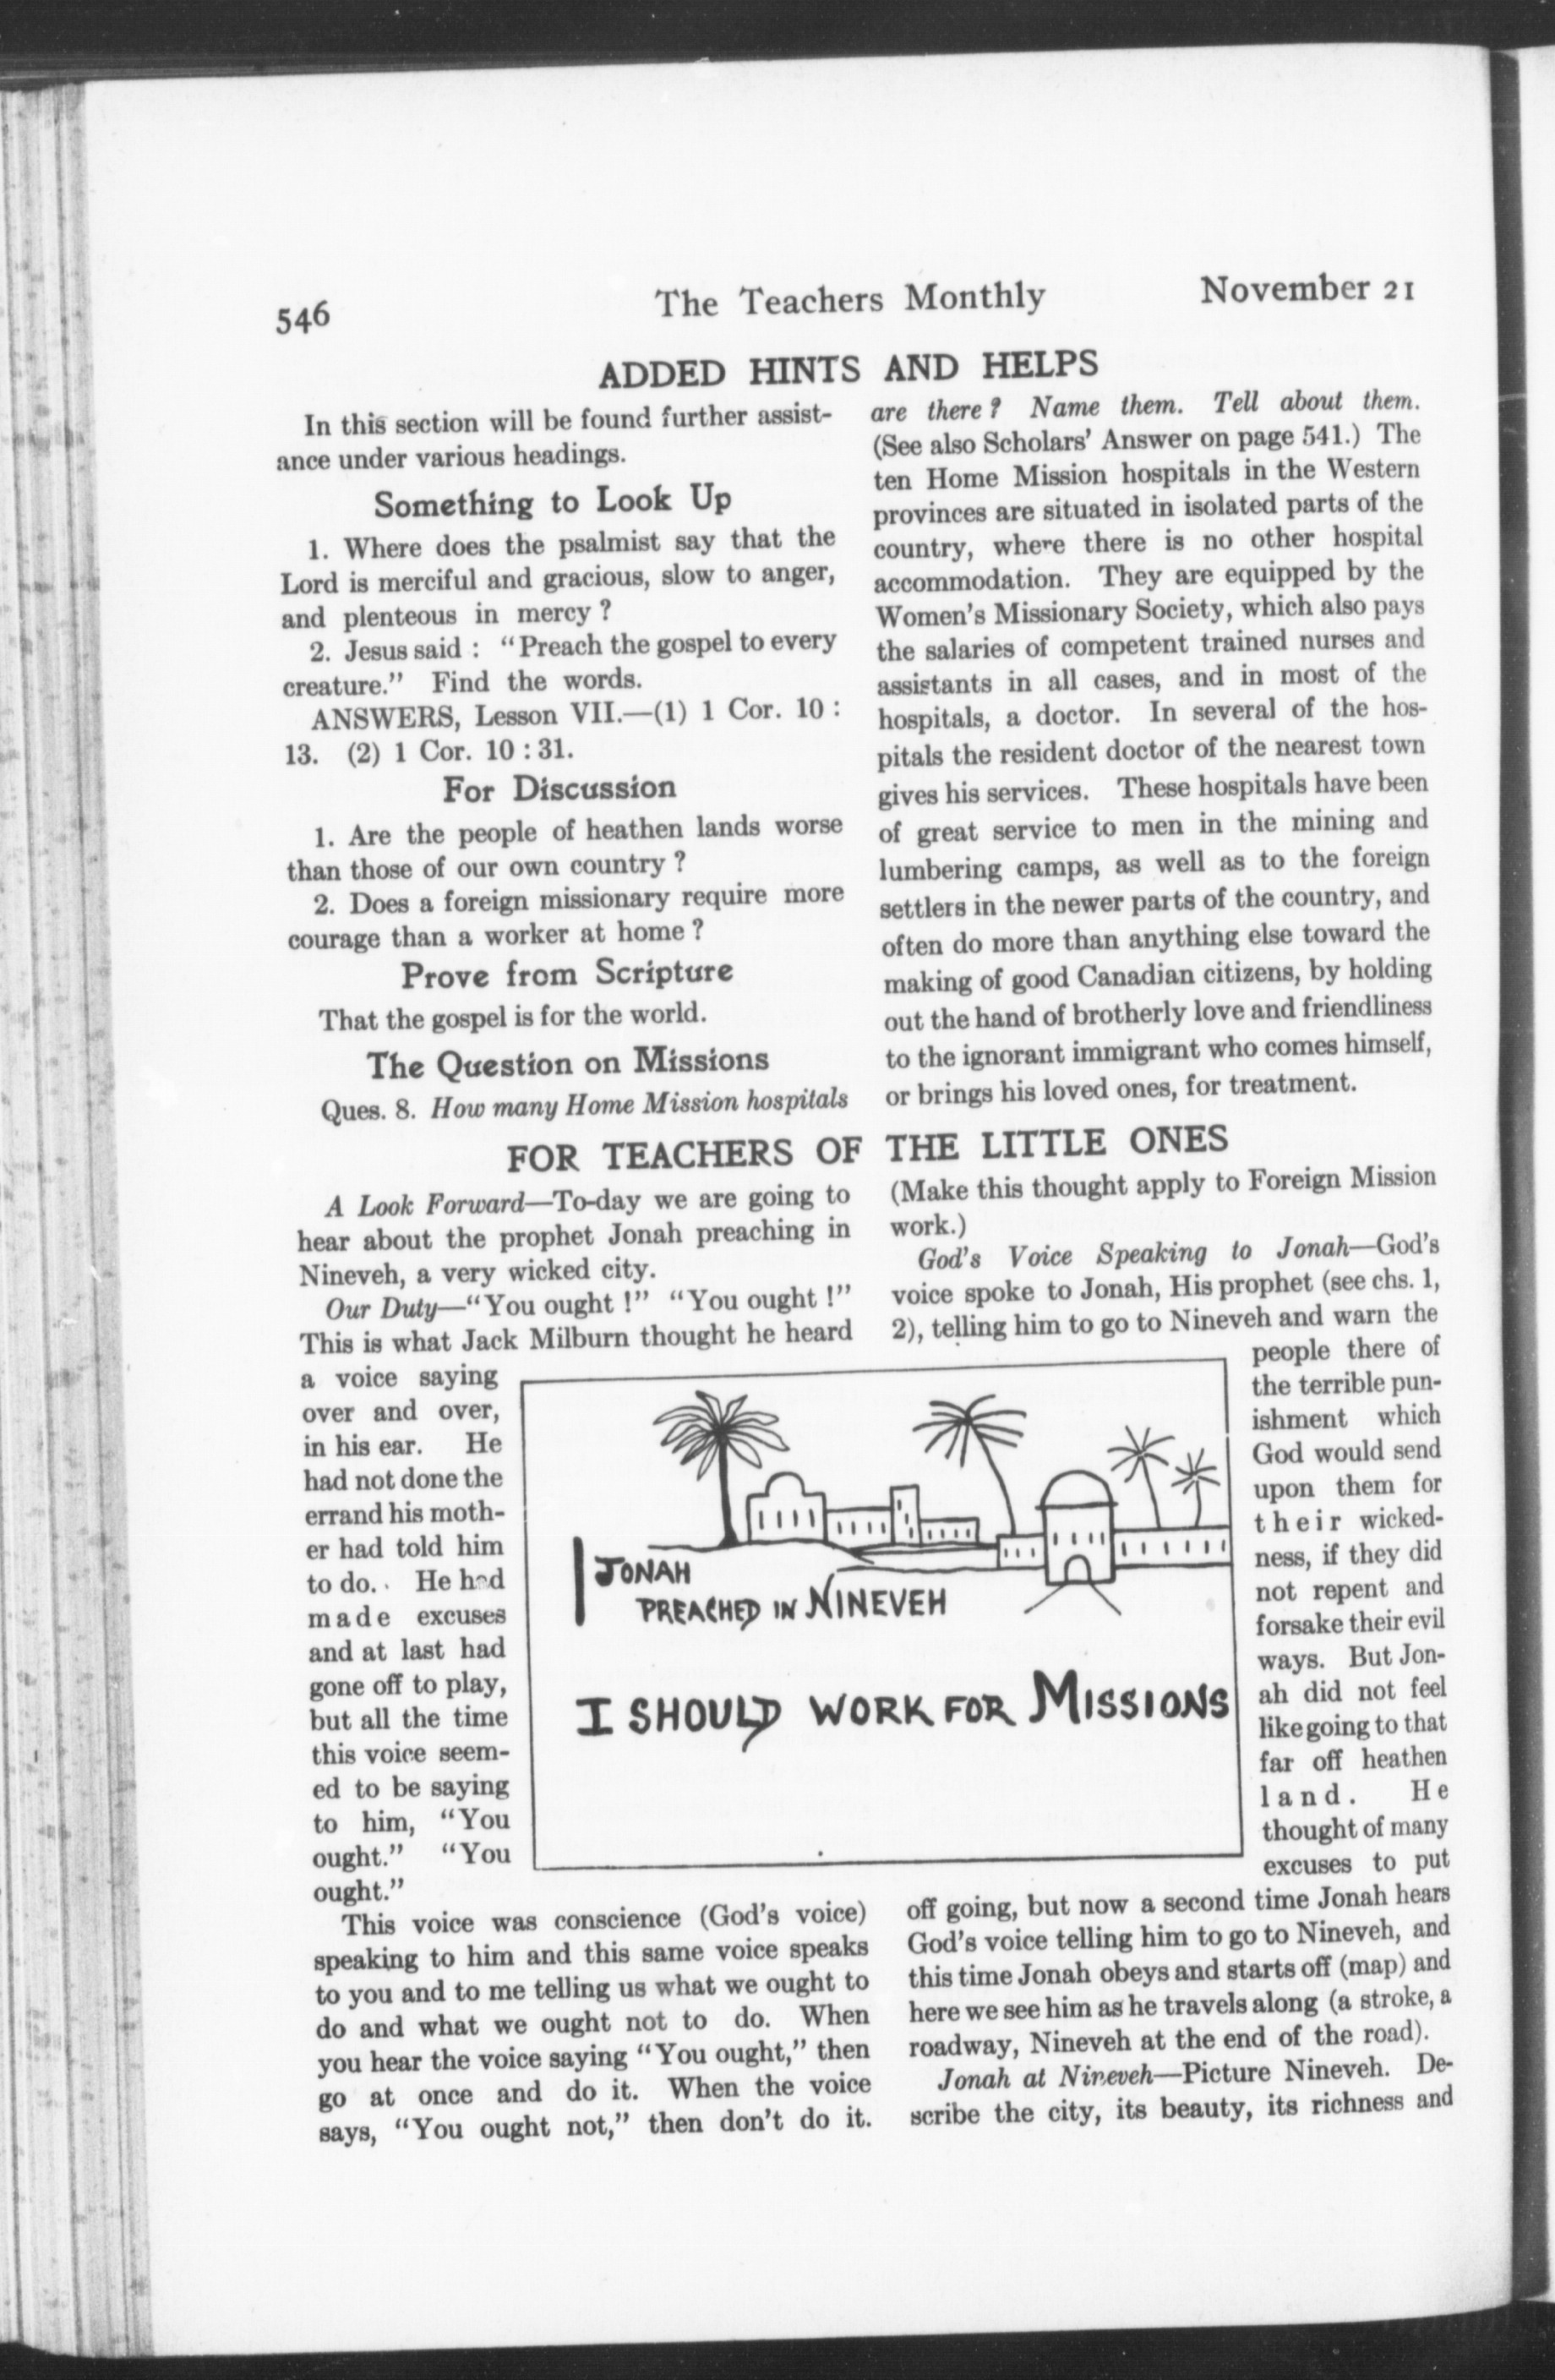 546
The Teachers Monthly
November 21
ADDED HINTS AND HELPS
In this section will be found further assist-
ance under various headings.
Something to Look Up
1. Where does the psalmist say that the
Lord is merciful and gracious, slow to anger,
and plenteous in mercy ?
2. Jesus said : "Preach the gospel to every
creature." Find the words.
ANSWERS, Lesson VII.—(1) 1 Cor. 10 :
13. (2) 1 Cor. 10 : 31.
For Discussion
1. Are the people of heathen lands worse
than those of our own country ?
2. Does a foreign missionary require more
courage than a worker at home ?
Prove from Scripture
That the gospel is for the world.
The Question on Missions
Ques. 8. How many Home Mission hospitals
are there ? Name them. Tell about them.
(See also Scholars' Answer on page 541.) The
ten Home Mission hospitals in the Western
provinces are situated in isolated parts of the
country, where there is no other hospital
accommodation. They are equipped by the
Women's Missionary Society, which also pays
the salaries of competent trained nurses and
assistants in all cases, and in most of the
hospitals, a doctor. In several of the hos-
pitals the resident doctor of the nearest town
gives his services. These hospitals have been
of great service to men in the mining and
lumbering camps, as well as to the foreign
settlers in the newer parts of the country, and
often do more than anything else toward the
making of good Canadian citizens, by holding
out the hand of brotherly love and friendliness
to the ignorant immigrant who comes himself,
or brings his loved ones, for treatment.
FOR TEACHERS OF THE LITTLE ONES
A Look Forward—To-day we are going to
hear about the prophet Jonah preaching in
Nineveh, a very wicked city.
Our Duty—"You ought !" "You ought !"
This is what Jack Milburn thought he heard
a voice saying
over and over,
in his ear. He
had not done the
errand his moth-
er had told him
to do. He had
made excuses
and at last had
gone off to play,
but all the time
this voice seem-
ed to be saying
to him, "You
ought." "You
ought."
This voice was conscience (God's voice)
speaking to him and this same voice speaks
to you and to me telling us what we ought to
do and what we ought not to do. When
you hear the voice saying "You ought," then
go at once and do it. When the voice
says, "You ought not," then don't do it.
(Make this thought apply to Foreign Mission
work.)
God's Voice Speaking to Jonah—God's
voice spoke to Jonah, His prophet (see chs. 1,
2), telling him to go to Nineveh and warn the
people there of
the terrible pun-
ishment which
God would send
upon them for
their wicked-
ness, if they did
not repent and
forsake their evil
ways. But Jon-
ah did not feel
like going to that
far off heathen
land. He
thought of many
excuses to put
off going, but now a second time Jonah hears
God's voice telling him to go to Nineveh, and
this time Jonah obeys and starts off (map) and
here we see him as he travels along (a stroke, a
roadway, Nineveh at the end of the road).
Jonah at Nineveh—Picture Nineveh. De-
scribe the city, its beauty, its richness and
JONAH
PREACHED IN NINEVEH
I SHOULD WORK FOR MISSIONS